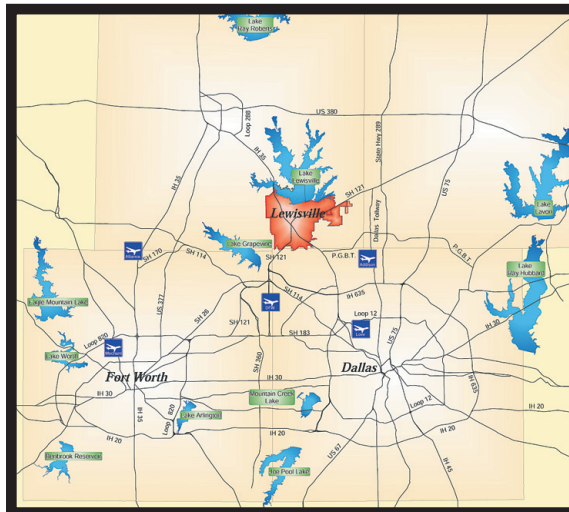 Lake
Ray Roberts
US 380
Loop 288
State Hwy 289
IH 35
IH 35
US 75
Lake
Lewisville
SH 121
Lake
Lavon
Lewisville
Dallas Tollway
Lake Grapevine
SH 121
P.G.B.T.
P.G.B.T.
SH 170
SH 114
Lake
Ray Hubbard
Eagle Mountain Lake
US 377
SH 114
IH 635
SH 26
SH 121
Loop 12
IH 30
Loop 820
SH 183
US 75
Lake Worth
SH 360
Fort Worth
Dallas
IH 30
IH 635
IH 30
Mountain Creek
Lake
Loop 12
IH 20
IH 35
Loop 820
Lake Arlington
IH 20
IH 20
IH 20
Benbrook Reservoir
US 67
IH 45
Joe Pool Lake